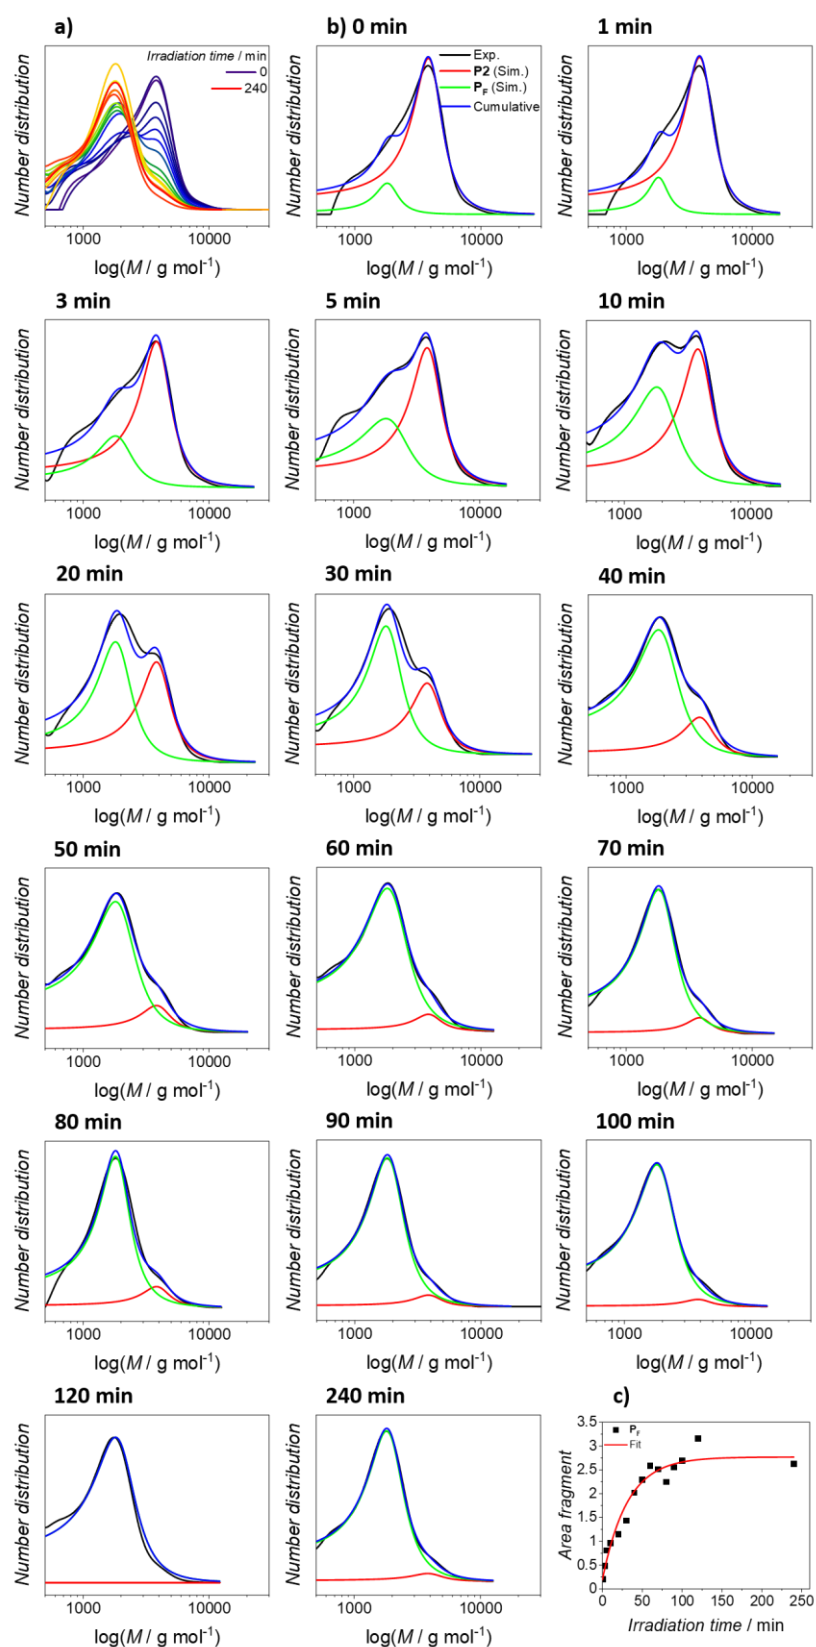 a)
b) 0 min
1 min
Number distribution
Irradiation time / min
0
240
1000
10000
log(M / g mol⁻¹)
Number distribution
Exp.
P2 (Sim.)
P_F (Sim.)
Cumulative
1000
10000
log(M / g mol⁻¹)
Number distribution
1000
10000
log(M / g mol⁻¹)
3 min
5 min
10 min
Number distribution
1000
10000
log(M / g mol⁻¹)
Number distribution
1000
10000
log(M / g mol⁻¹)
Number distribution
1000
10000
log(M / g mol⁻¹)
20 min
30 min
40 min
Number distribution
1000
10000
log(M / g mol⁻¹)
Number distribution
1000
10000
log(M / g mol⁻¹)
Number distribution
1000
10000
log(M / g mol⁻¹)
50 min
60 min
70 min
Number distribution
1000
10000
log(M / g mol⁻¹)
Number distribution
1000
10000
log(M / g mol⁻¹)
Number distribution
1000
10000
log(M / g mol⁻¹)
80 min
90 min
100 min
Number distribution
1000
10000
log(M / g mol⁻¹)
Number distribution
1000
10000
log(M / g mol⁻¹)
Number distribution
1000
10000
log(M / g mol⁻¹)
120 min
240 min
c)
Number distribution
1000
10000
log(M / g mol⁻¹)
Number distribution
1000
10000
log(M / g mol⁻¹)
Area fragment
3.5
3
2.5
2
1.5
1
0.5
0
P_F
Fit
0
50
100
150
200
250
Irradiation time / min